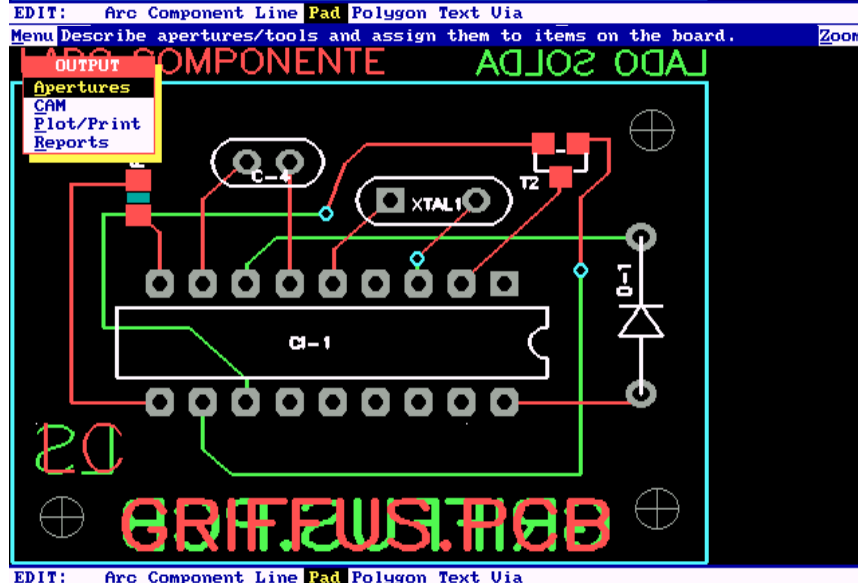 EDIT: Arc Component Line Pad Polygon Text Via
Menu Describe apertures/tools and assign them to items on the board. Zoom
COMPONENTE LADO SOLDA
OUTPUT
Apertures
CAM
Plot/Print
Reports
C-4
T2
XTAL1
D-1
CI-1
GRIFFUS.PCB
EDIT: Arc Component Line Pad Polygon Text Via